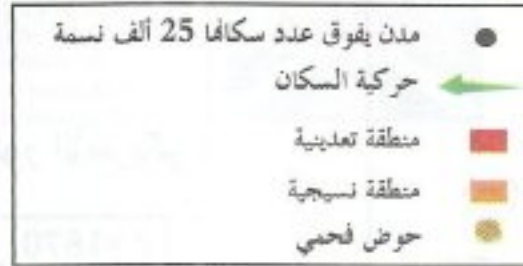 مدن يفوق عدد سكانها 25 ألف نسمة
حركية السكان
منطقة تعدينية
منطقة نسيجية
حوض فحمي